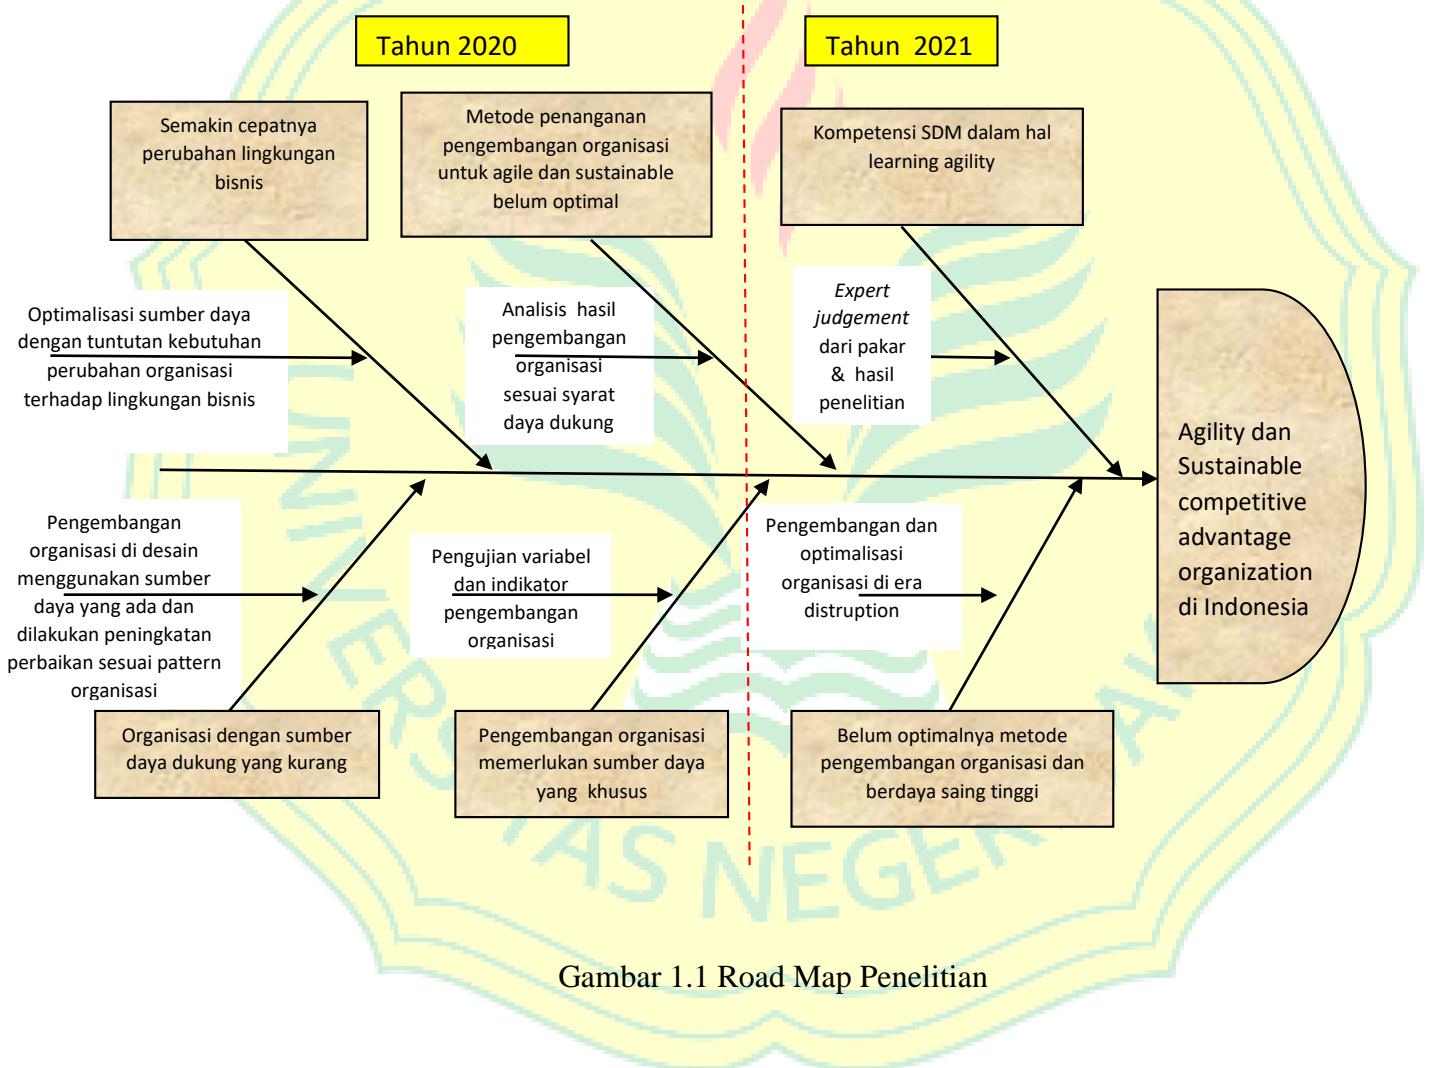 Tahun 2020
Tahun 2021
Semakin cepatnya
perubahan lingkungan
bisnis
Metode penanganan
pengembangan organisasi
untuk agile dan sustainable
belum optimal
Kompetensi SDM dalam hal
learning agility
Optimalisasi sumber daya
dengan tuntutan kebutuhan
perubahan organisasi
terhadap lingkungan bisnis
Analisis hasil
pengembangan
organisasi
sesuai syarat
daya dukung
Expert
judgement
dari pakar
& hasil
penelitian
Agility dan
Sustainable
competitive
advantage
organization
di Indonesia
Pengembangan
organisasi di desain
menggunakan sumber
daya yang ada dan
dilakukan peningkatan
perbaikan sesuai pattern
organisasi
Pengujian variabel
dan indikator
pengembangan
organisasi
Pengembangan dan
optimalisasi
organisasi di era
distruption
Organisasi dengan sumber
daya dukung yang kurang
Pengembangan organisasi
memerlukan sumber daya
yang khusus
Belum optimalnya metode
pengembangan organisasi dan
berdaya saing tinggi
Gambar 1.1 Road Map Penelitian